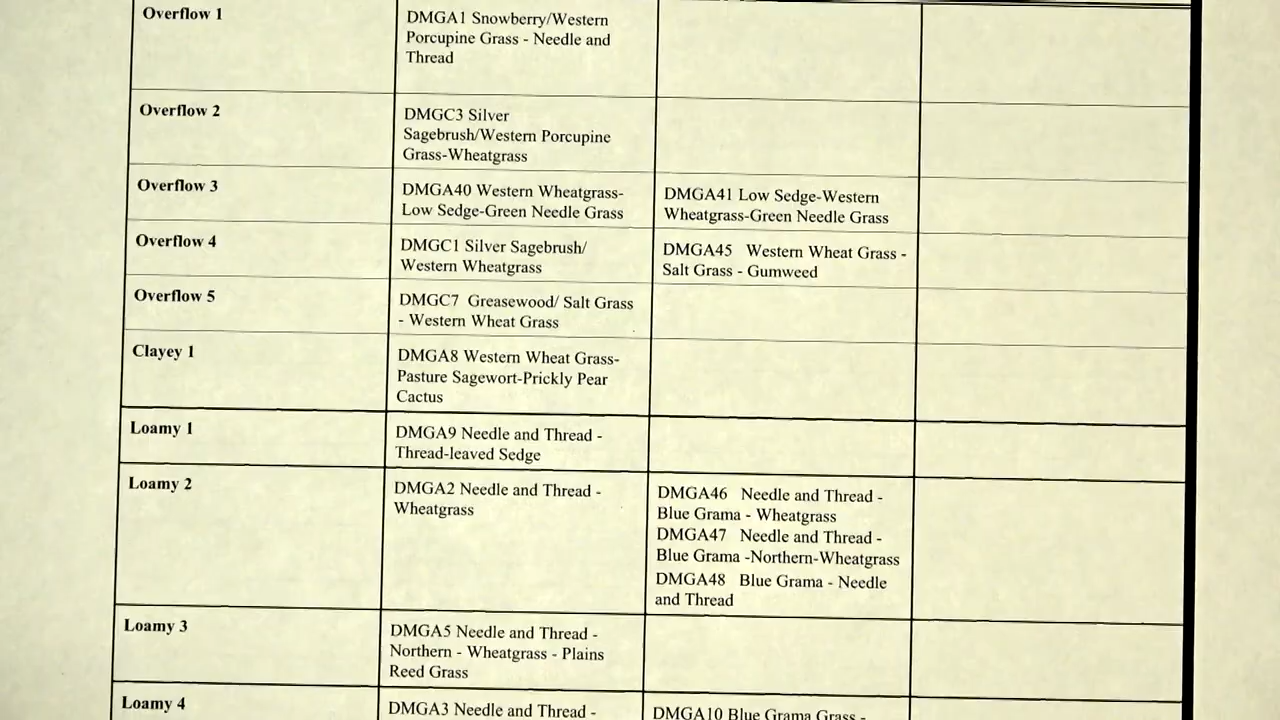 Overflow 1
DMGA1 Snowberry/Western
Porcupine Grass - Needle and
Thread
Overflow 2
DMGC3 Silver
Sagebrush/Western Porcupine
Grass-Wheatgrass
Overflow 3
DMGA40 Western Wheatgrass-
Low Sedge-Green Needle Grass
DMGA41 Low Sedge-Western
Wheatgrass-Green Needle Grass
Overflow 4
DMGC1 Silver Sagebrush/
Western Wheatgrass
DMGA45 Western Wheat Grass -
Salt Grass - Gumweed
Overflow 5
DMGC7 Greasewood/ Salt Grass
- Western Wheat Grass
Clayey 1
DMGA8 Western Wheat Grass-
Pasture Sagewort-Prickly Pear
Cactus
Loamy 1
DMGA9 Needle and Thread -
Thread-leaved Sedge
Loamy 2
DMGA2 Needle and Thread -
Wheatgrass
DMGA46 Needle and Thread -
Blue Grama - Wheatgrass
DMGA47 Needle and Thread -
Blue Grama -Northern-Wheatgrass
DMGA48 Blue Grama - Needle
and Thread
Loamy 3
DMGA5 Needle and Thread -
Northern - Wheatgrass - Plains
Reed Grass
Loamy 4
DMGA3 Needle and Thread -
DMGA10 Blue Grama Grass -